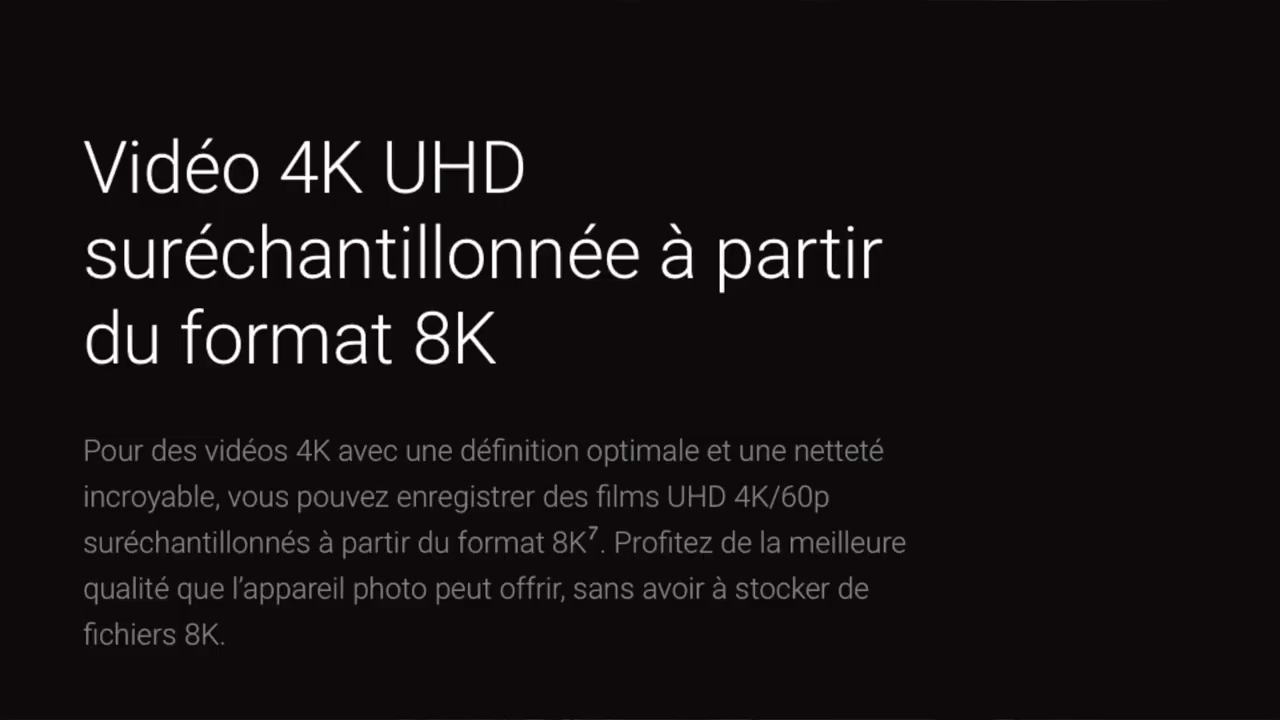 Vidéo 4K UHD
suréchantillonnée à partir
du format 8K
Pour des vidéos 4K avec une définition optimale et une netteté
incroyable, vous pouvez enregistrer des films UHD 4K/60p
suréchantillonnés à partir du format 8K⁷. Profitez de la meilleure
qualité que l’appareil photo peut offrir, sans avoir à stocker de
fichiers 8K.